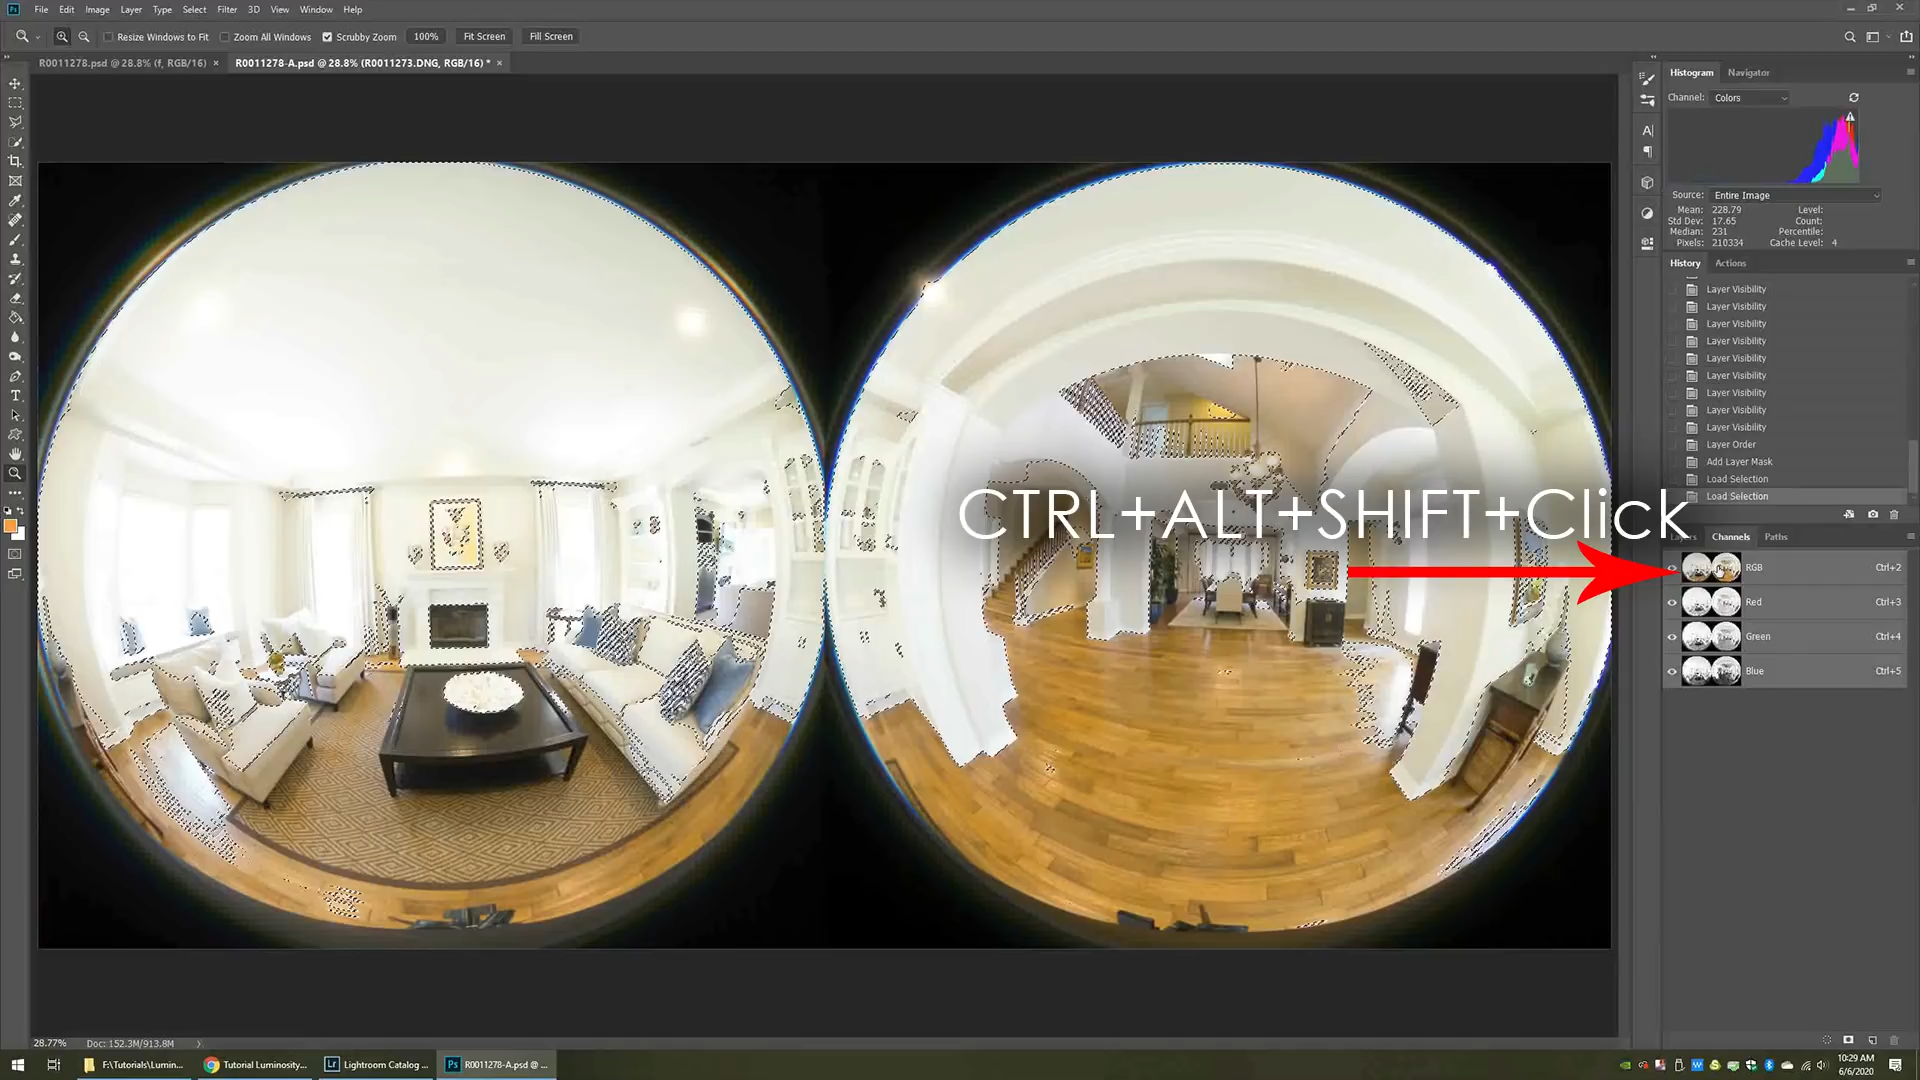 Ps File Edit Image Layer Type Select Filter 3D View Window Help
Resize Windows to Fit Zoom All Windows Scrubby Zoom 100% Fit Screen Fill Screen
R0011278.psd @ 28.8% (f, RGB/16) × R0011278-A.psd @ 28.8% (R0011273.DNG, RGB/16) * ×
Histogram Navigator
Channel: Colors
Source: Entire Image
Mean: 228.79 Level:
Std Dev: 17.65 Count:
Median: 231 Percentile:
Pixels: 210334 Cache Level: 4
History Actions
Layer Visibility
Layer Visibility
Layer Visibility
Layer Visibility
Layer Visibility
Layer Visibility
Layer Visibility
Layer Visibility
Layer Visibility
Layer Order
Add Layer Mask
Load Selection
Load Selection
CTRL+ALT+SHIFT+Click
Layers Channels Paths
RGB Ctrl+2
Red Ctrl+3
Green Ctrl+4
Blue Ctrl+5
28.77% Doc: 152.3M/913.8M
F:\Tutorials\Lumin... Tutorial Luminosity... Lr Lightroom Catalog ... Ps R0011278-A.psd @ ...
10:29 AM
6/6/2020